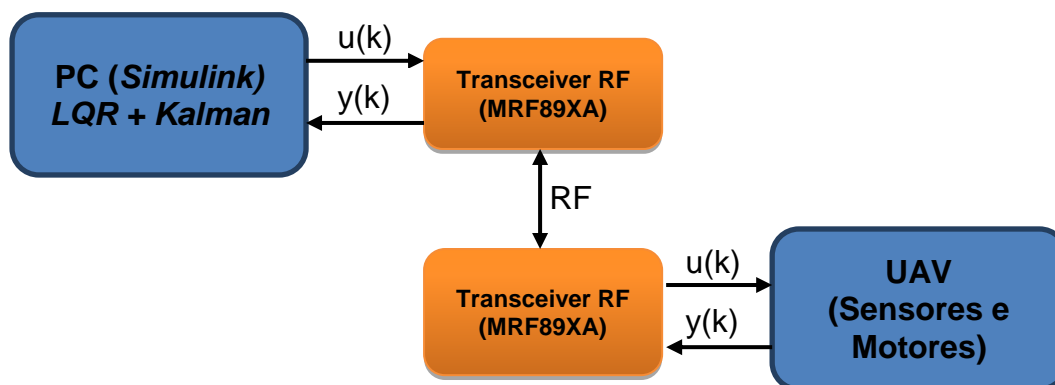 PC (Simulink)
LQR + Kalman
u(k)
y(k)
Transceiver RF
(MRF89XA)
RF
Transceiver RF
(MRF89XA)
u(k)
y(k)
UAV
(Sensores e
Motores)